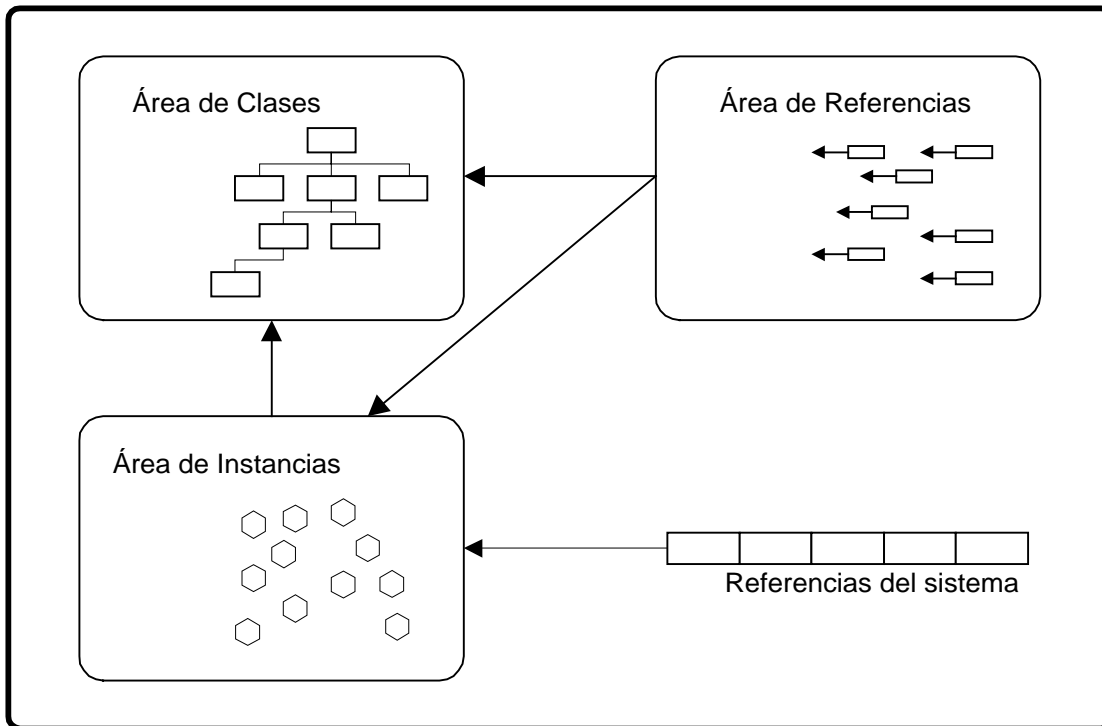 Área de Clases
Área de Referencias
Área de Instancias
Referencias del sistema